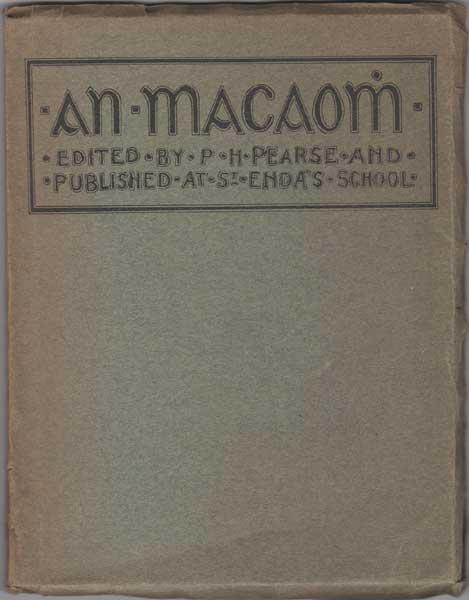 ·AN·MACAOṁ·
·EDITED·BY·P·H·PEARSE·AND·
·PUBLISHED·AT·ST·ENDA'S·SCHOOL·